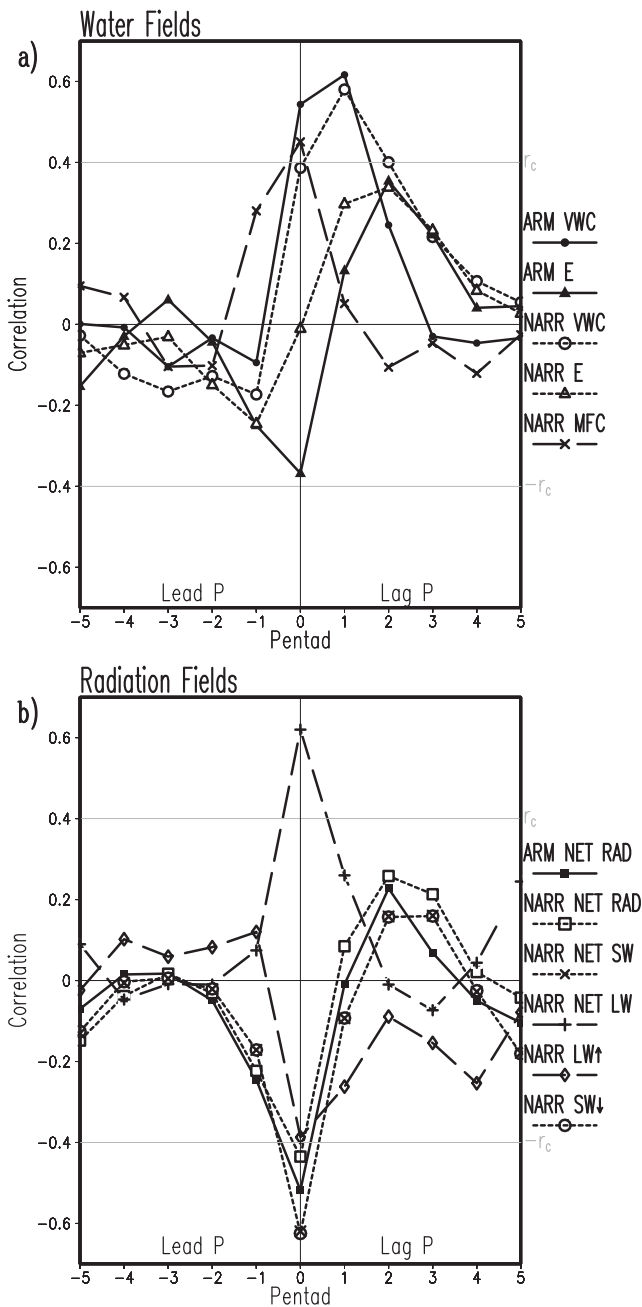 Water Fields
a)
0.6
0.4
0.2
0
−0.2
−0.4
−0.6
Correlation
r_c
−r_c
Lead P
Lag P
−5 −4 −3 −2 −1 0 1 2 3 4 5
Pentad
ARM VWC
ARM E
NARR VWC
NARR E
NARR MFC
Radiation Fields
b)
0.6
0.4
0.2
0
−0.2
−0.4
−0.6
Correlation
r_c
−r_c
Lead P
Lag P
−5 −4 −3 −2 −1 0 1 2 3 4 5
Pentad
ARM NET RAD
NARR NET RAD
NARR NET SW
NARR NET LW
NARR LW↑
NARR SW↓